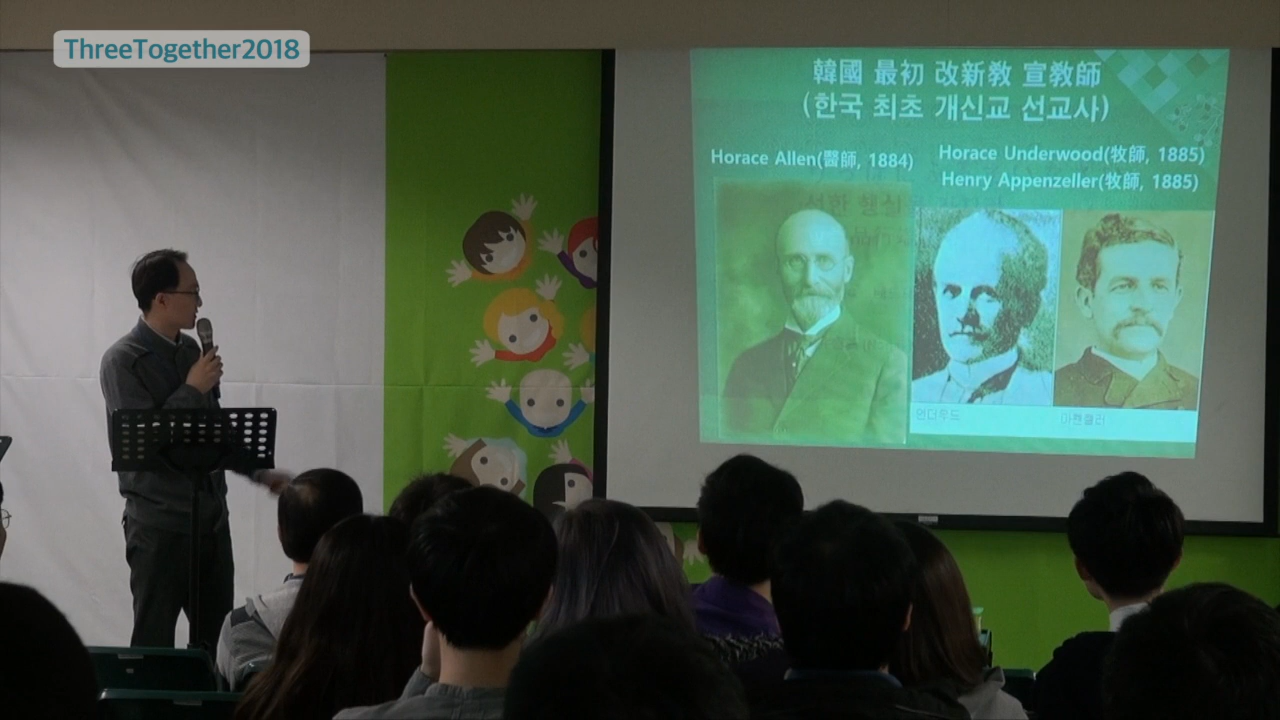 ThreeTogether2018
韓國 最初 改新敎 宣敎師
(한국 최초 개신교 선교사)
Horace Allen(醫師, 1884)
Horace Underwood(牧師, 1885)
Henry Appenzeller(牧師, 1885)
언더우드
아펜젤러